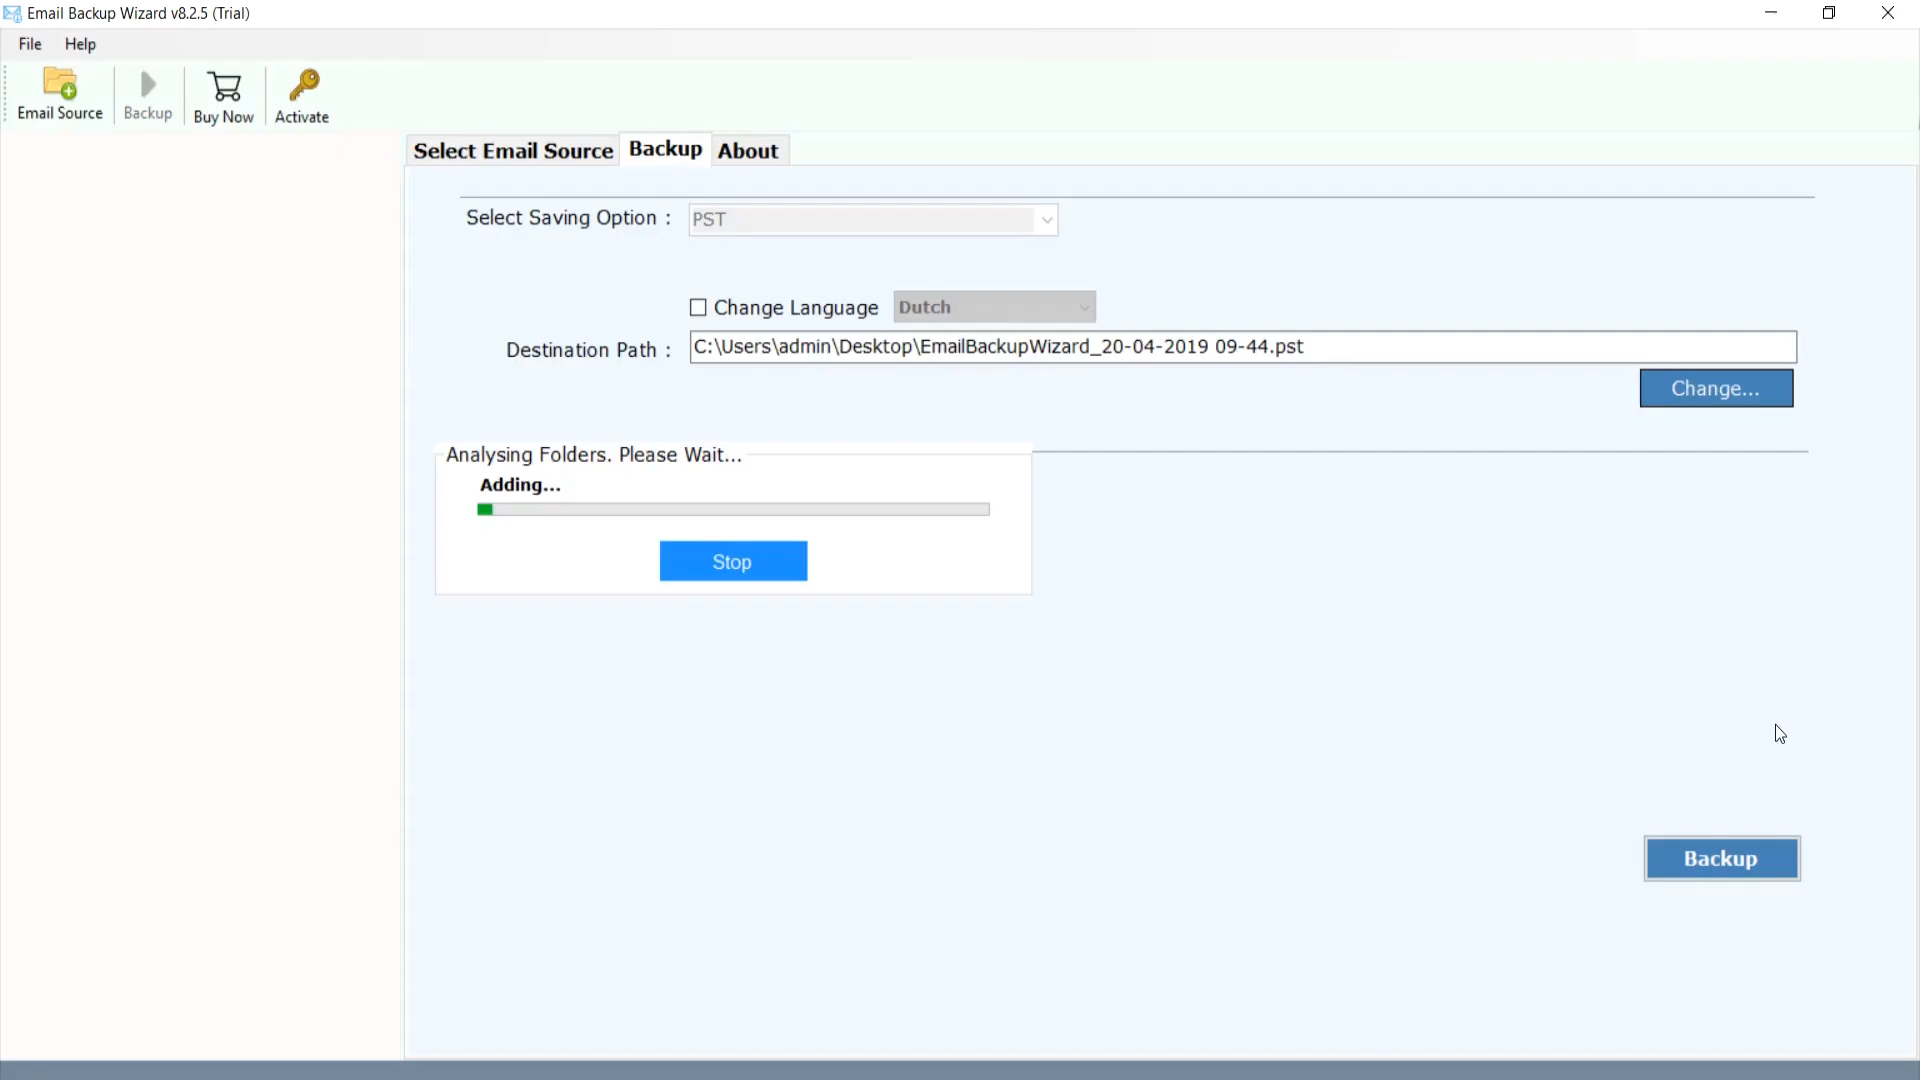 Email Backup Wizard v8.2.5 (Trial)
File Help
Email Source Backup Buy Now Activate
Select Email Source Backup About
Select Saving Option : PST
Change Language Dutch
Destination Path : C:\Users\admin\Desktop\EmailBackupWizard_20-04-2019 09-44.pst
Change...
Analysing Folders. Please Wait...
Adding...
Stop
Backup